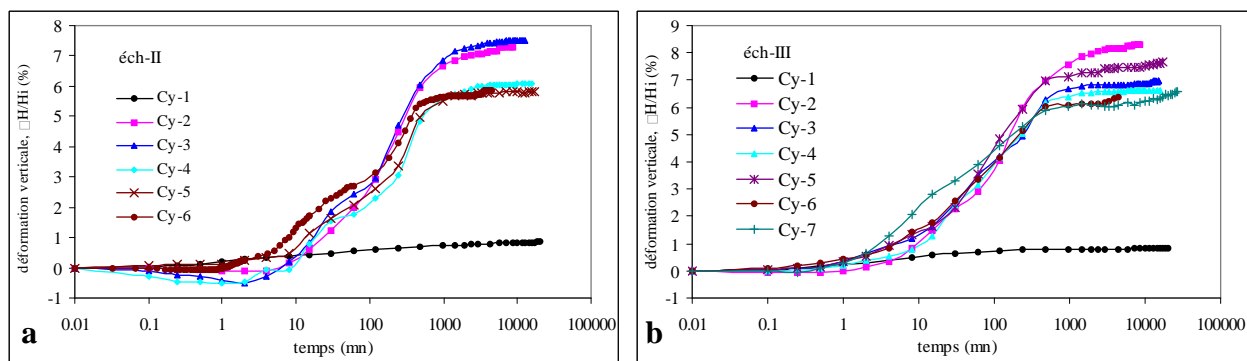 déformation verticale, □H/Hi (%)
8
7
6
5
4
3
2
1
0
-1
éch-II
Cy-1
Cy-2
Cy-3
Cy-4
Cy-5
Cy-6
0.01 0.1 1 10 100 1000 10000 100000
temps (mn)
a
déformation verticale, □H/Hi (%)
9
8
7
6
5
4
3
2
1
0
-1
éch-III
Cy-1
Cy-2
Cy-3
Cy-4
Cy-5
Cy-6
Cy-7
0.01 0.1 1 10 100 1000 10000 100000
temps (mn)
b